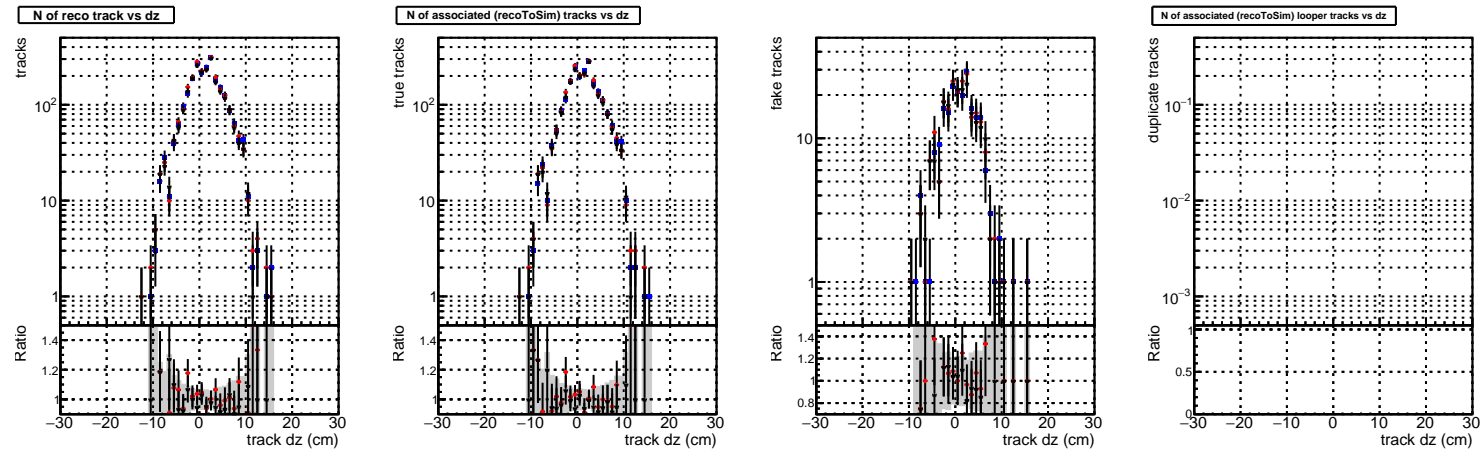 N of reco track vs dz
tracks
10²
10
1
Ratio
1.4
1.2
1
−30 −20 −10 0 10 20 30
track dz (cm)
N of associated (recoToSim) tracks vs dz
true tracks
10²
10
1
Ratio
1.4
1.2
1
−30 −20 −10 0 10 20 30
track dz (cm)
fake tracks
10
1
Ratio
1.4
1.2
1
0.8
−30 −20 −10 0 10 20 30
track dz (cm)
N of associated (recoToSim) looper tracks vs dz
duplicate tracks
10⁻¹
10⁻²
10⁻³
Ratio
1
0.5
0
−30 −20 −10 0 10 20 30
track dz (cm)